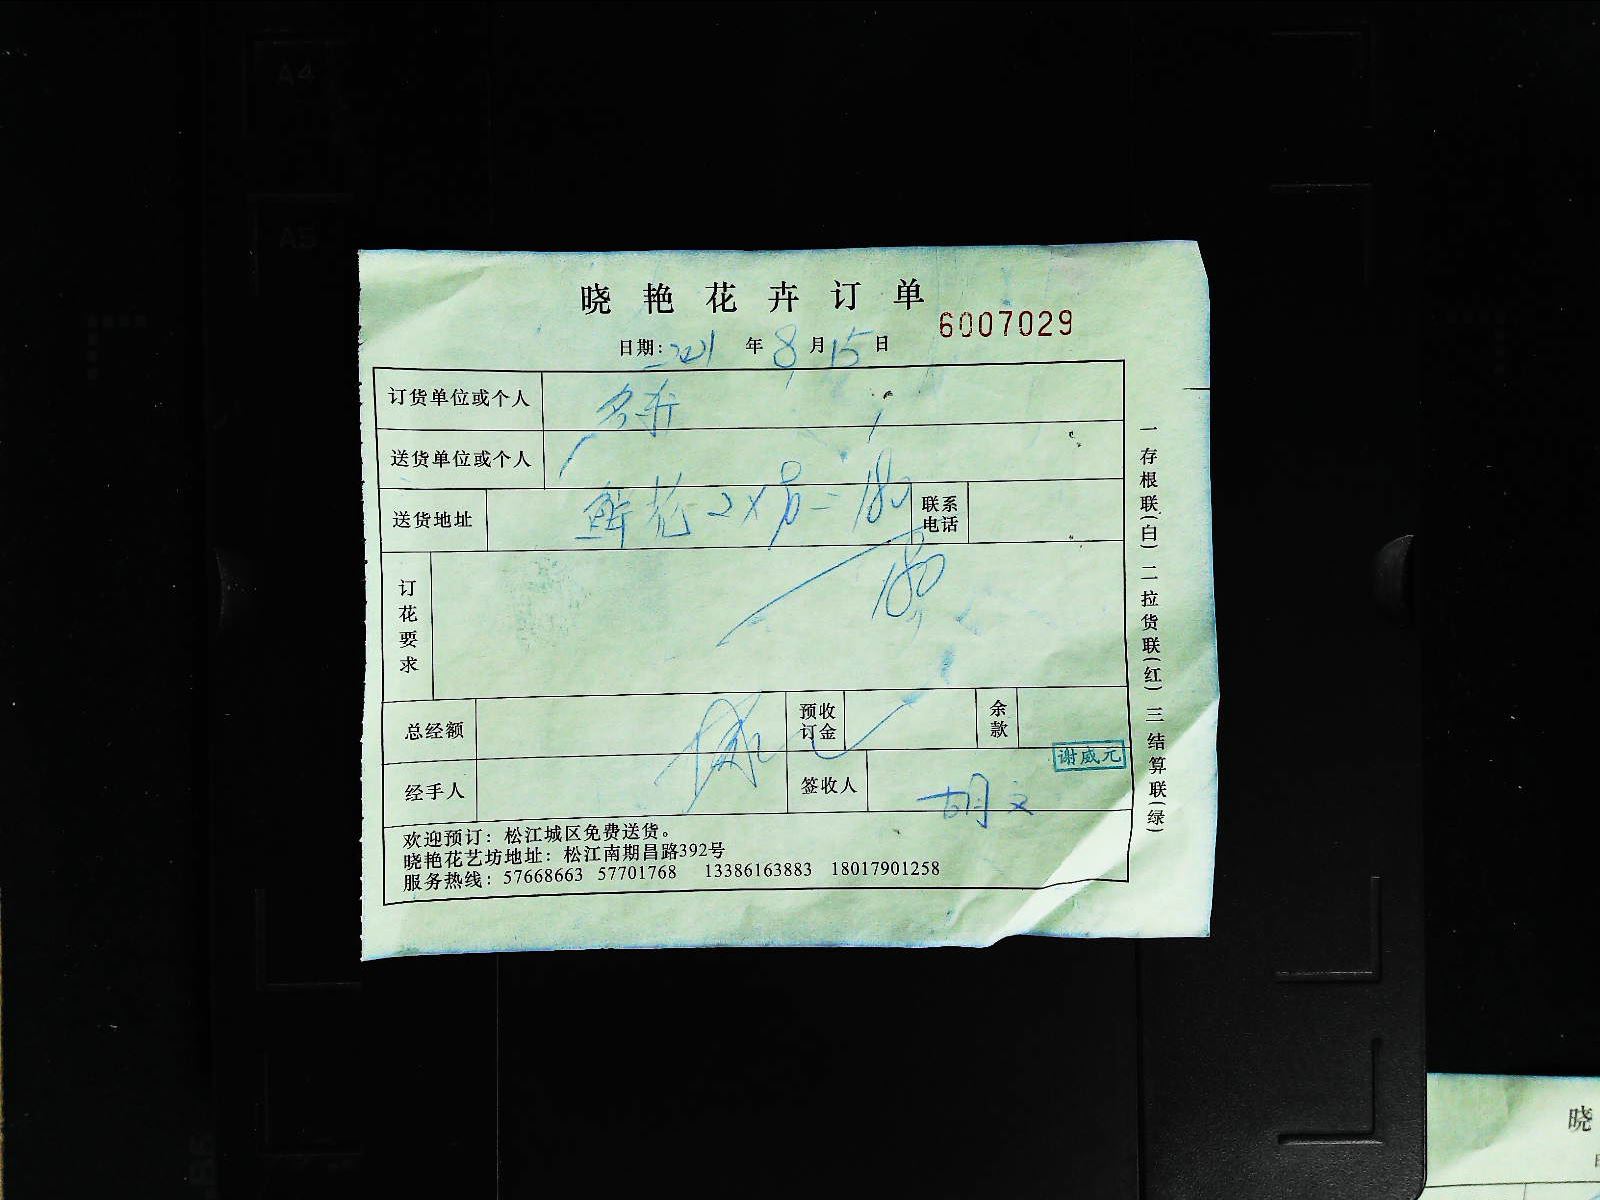 A4
A5
晓艳花卉订单
6007029
日期: 2021 年 8 月 15 日
订货单位或个人
送货单位或个人
送货地址 鲜花 2× 联系电话
订花要求
总经额 预收订金 余款
谢威元
经手人 签收人 胡文
欢迎预订：松江城区免费送货。
晓艳花艺坊地址：松江南期昌路392号
服务热线：57668663 57701768 13386163883 18017901258
一存根联(白) 二拉货联(红) 三结算联(绿)
晓